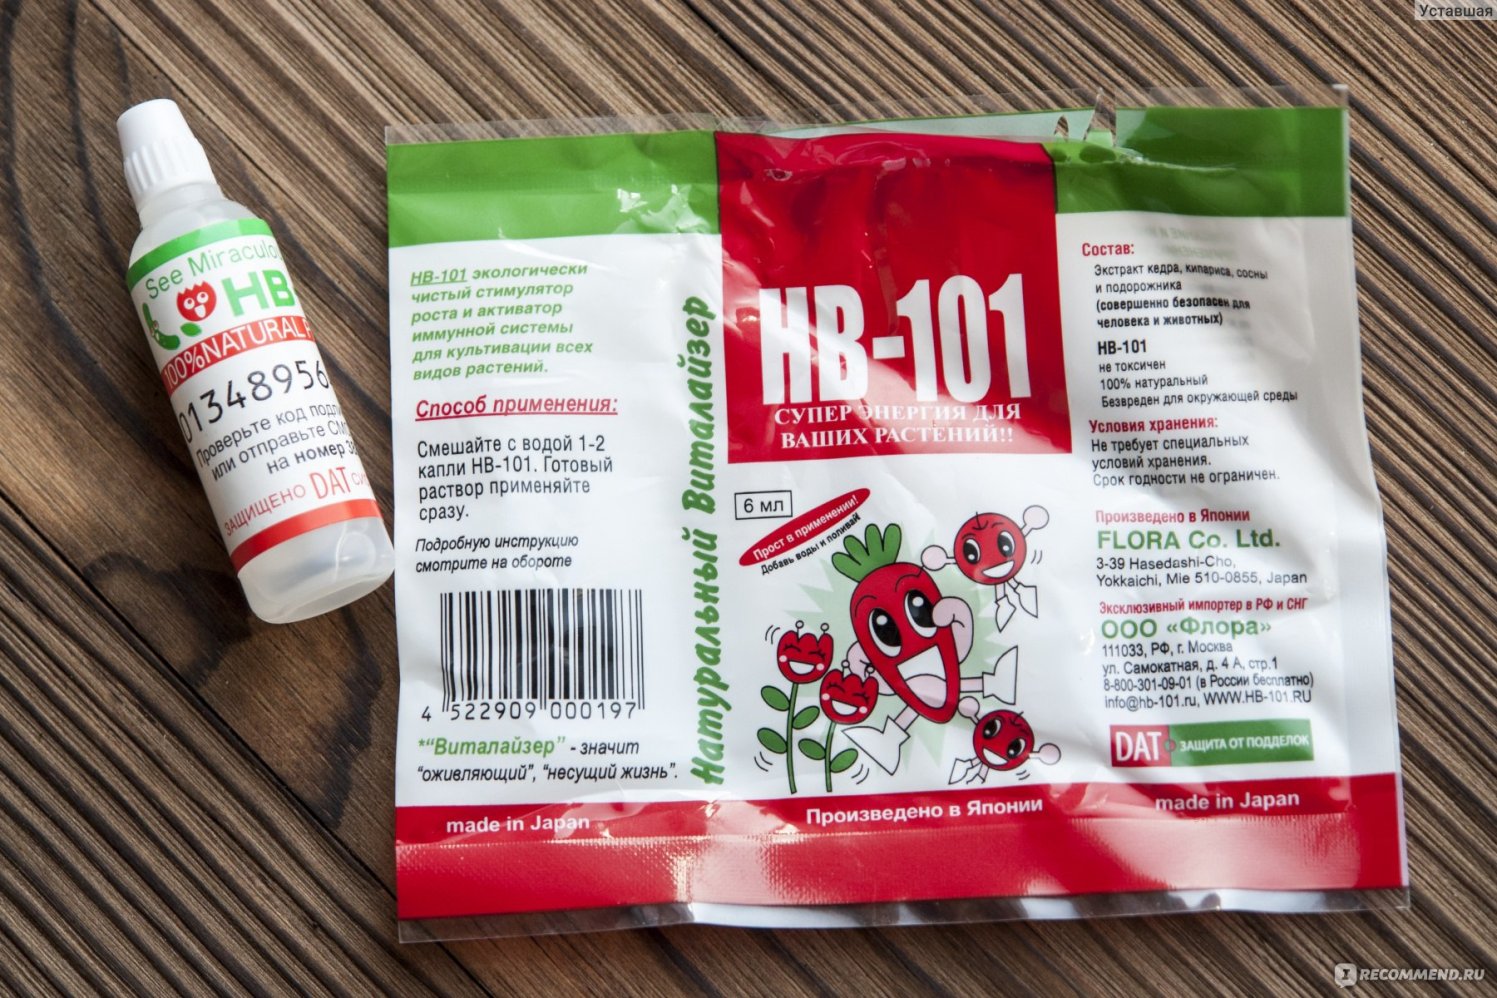 Уставшая
See Miraculou
HB-
100%NATURAL
0134895
Проверьте код
или отправьте
на номер
ЗАЩИЩЕНО DAT
HB-101 экологически
чистый стимулятор
роста и активатор
иммунной системы
для культивации всех
видов растений.
Способ применения:
Смешайте с водой 1-2
капли HB-101. Готовый
раствор применяйте
сразу.
Подробную инструкцию
смотрите на обороте
4 522909 000197
*“Виталайзер” - значит
“оживляющий”, “несущий жизнь”.
made in Japan
Натуральный Виталайзер
HB-101
СУПЕР ЭНЕРГИЯ ДЛЯ
ВАШИХ РАСТЕНИЙ!!
6 мл
Прост в применении!
Добавь воды и поливай
Произведено в Японии
Состав:
Экстракт кедра, кипариса, сосны
и подорожника
(совершенно безопасен для
человека и животных)
HB-101
не токсичен
100% натуральный
Безвреден для окружающей среды
Условия хранения:
Не требует специальных
условий хранения.
Срок годности не ограничен.
Произведено в Японии
FLORA Co. Ltd.
3-39 Hasedashi-Cho,
Yokkaichi, Mie 510-0855, Japan
Эксклюзивный импортер в РФ и СНГ
ООО «Флора»
111033, РФ, г. Москва
ул. Самокатная, д. 4 А, стр.1
8-800-301-09-01 (в России бесплатно)
info@hb-101.ru, WWW.HB-101.RU
DAT ЗАЩИТА ОТ ПОДДЕЛОК
made in Japan
RECOMMEND.RU